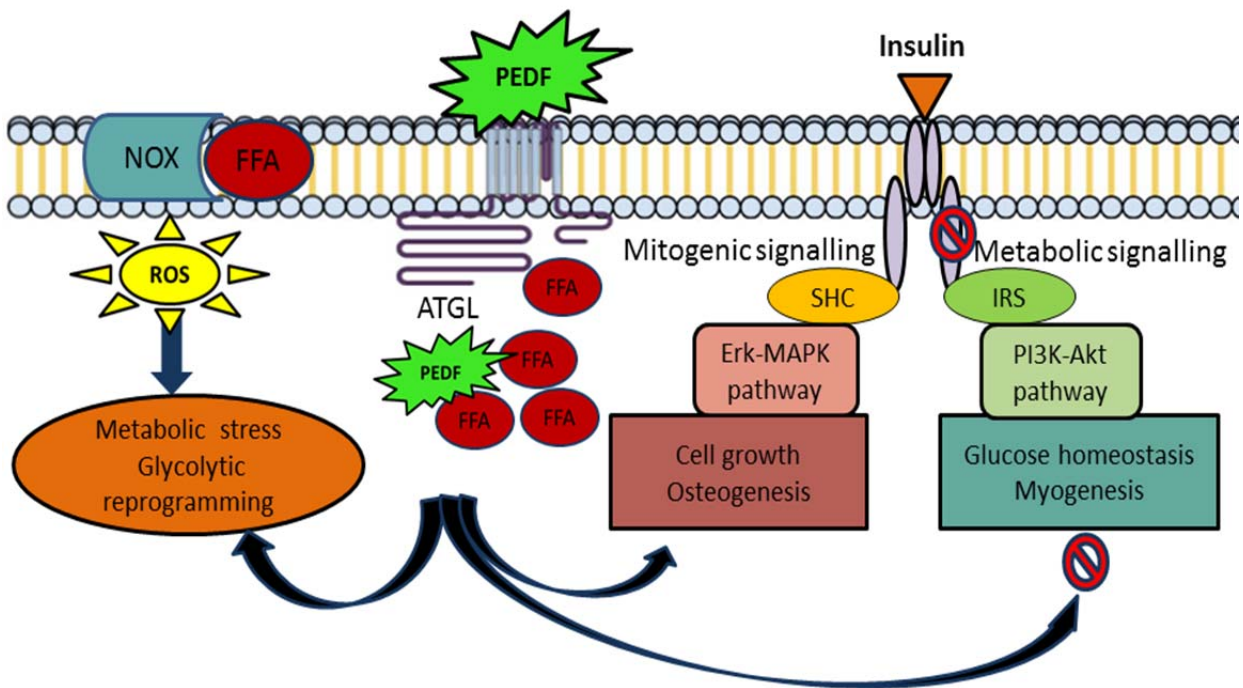 Insulin
PEDF
NOX
FFA
ROS
Mitogenic signalling
Metabolic signalling
FFA
ATGL
SHC
IRS
PEDF
FFA
FFA
FFA
Erk-MAPK
pathway
PI3K-Akt
pathway
Metabolic stress
Glycolytic
reprogramming
Cell growth
Osteogenesis
Glucose homeostasis
Myogenesis